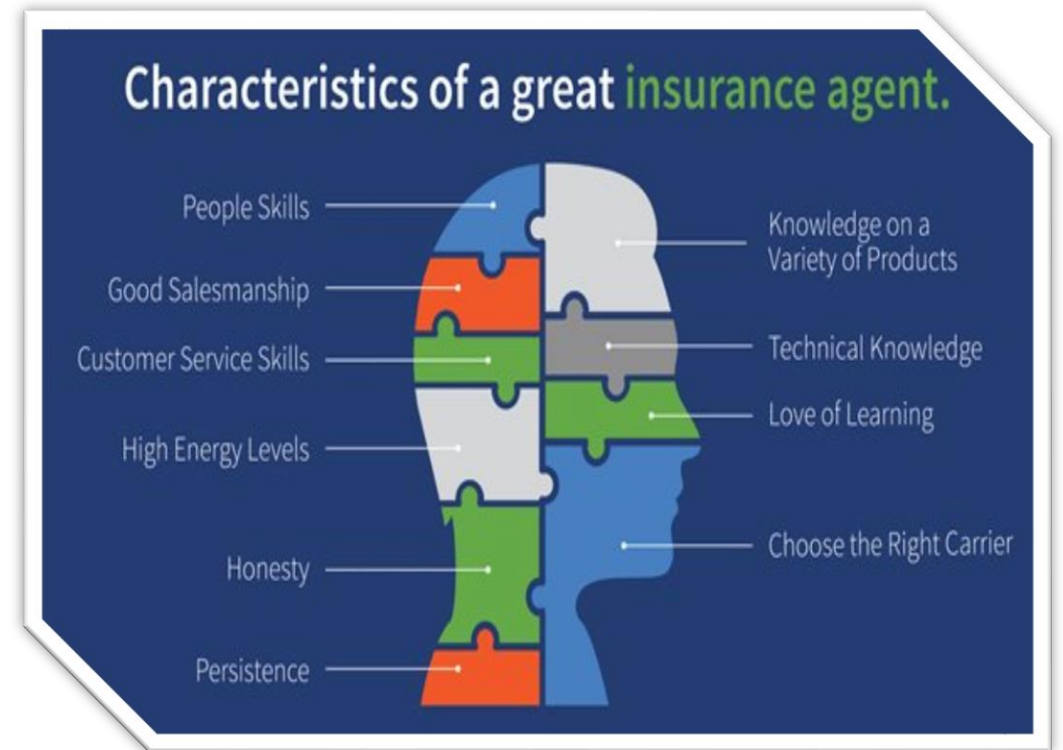 Characteristics of a great insurance agent.
People Skills
Good Salesmanship
Customer Service Skills
High Energy Levels
Honesty
Persistence
Knowledge on a
Variety of Products
Technical Knowledge
Love of Learning
Choose the Right Carrier